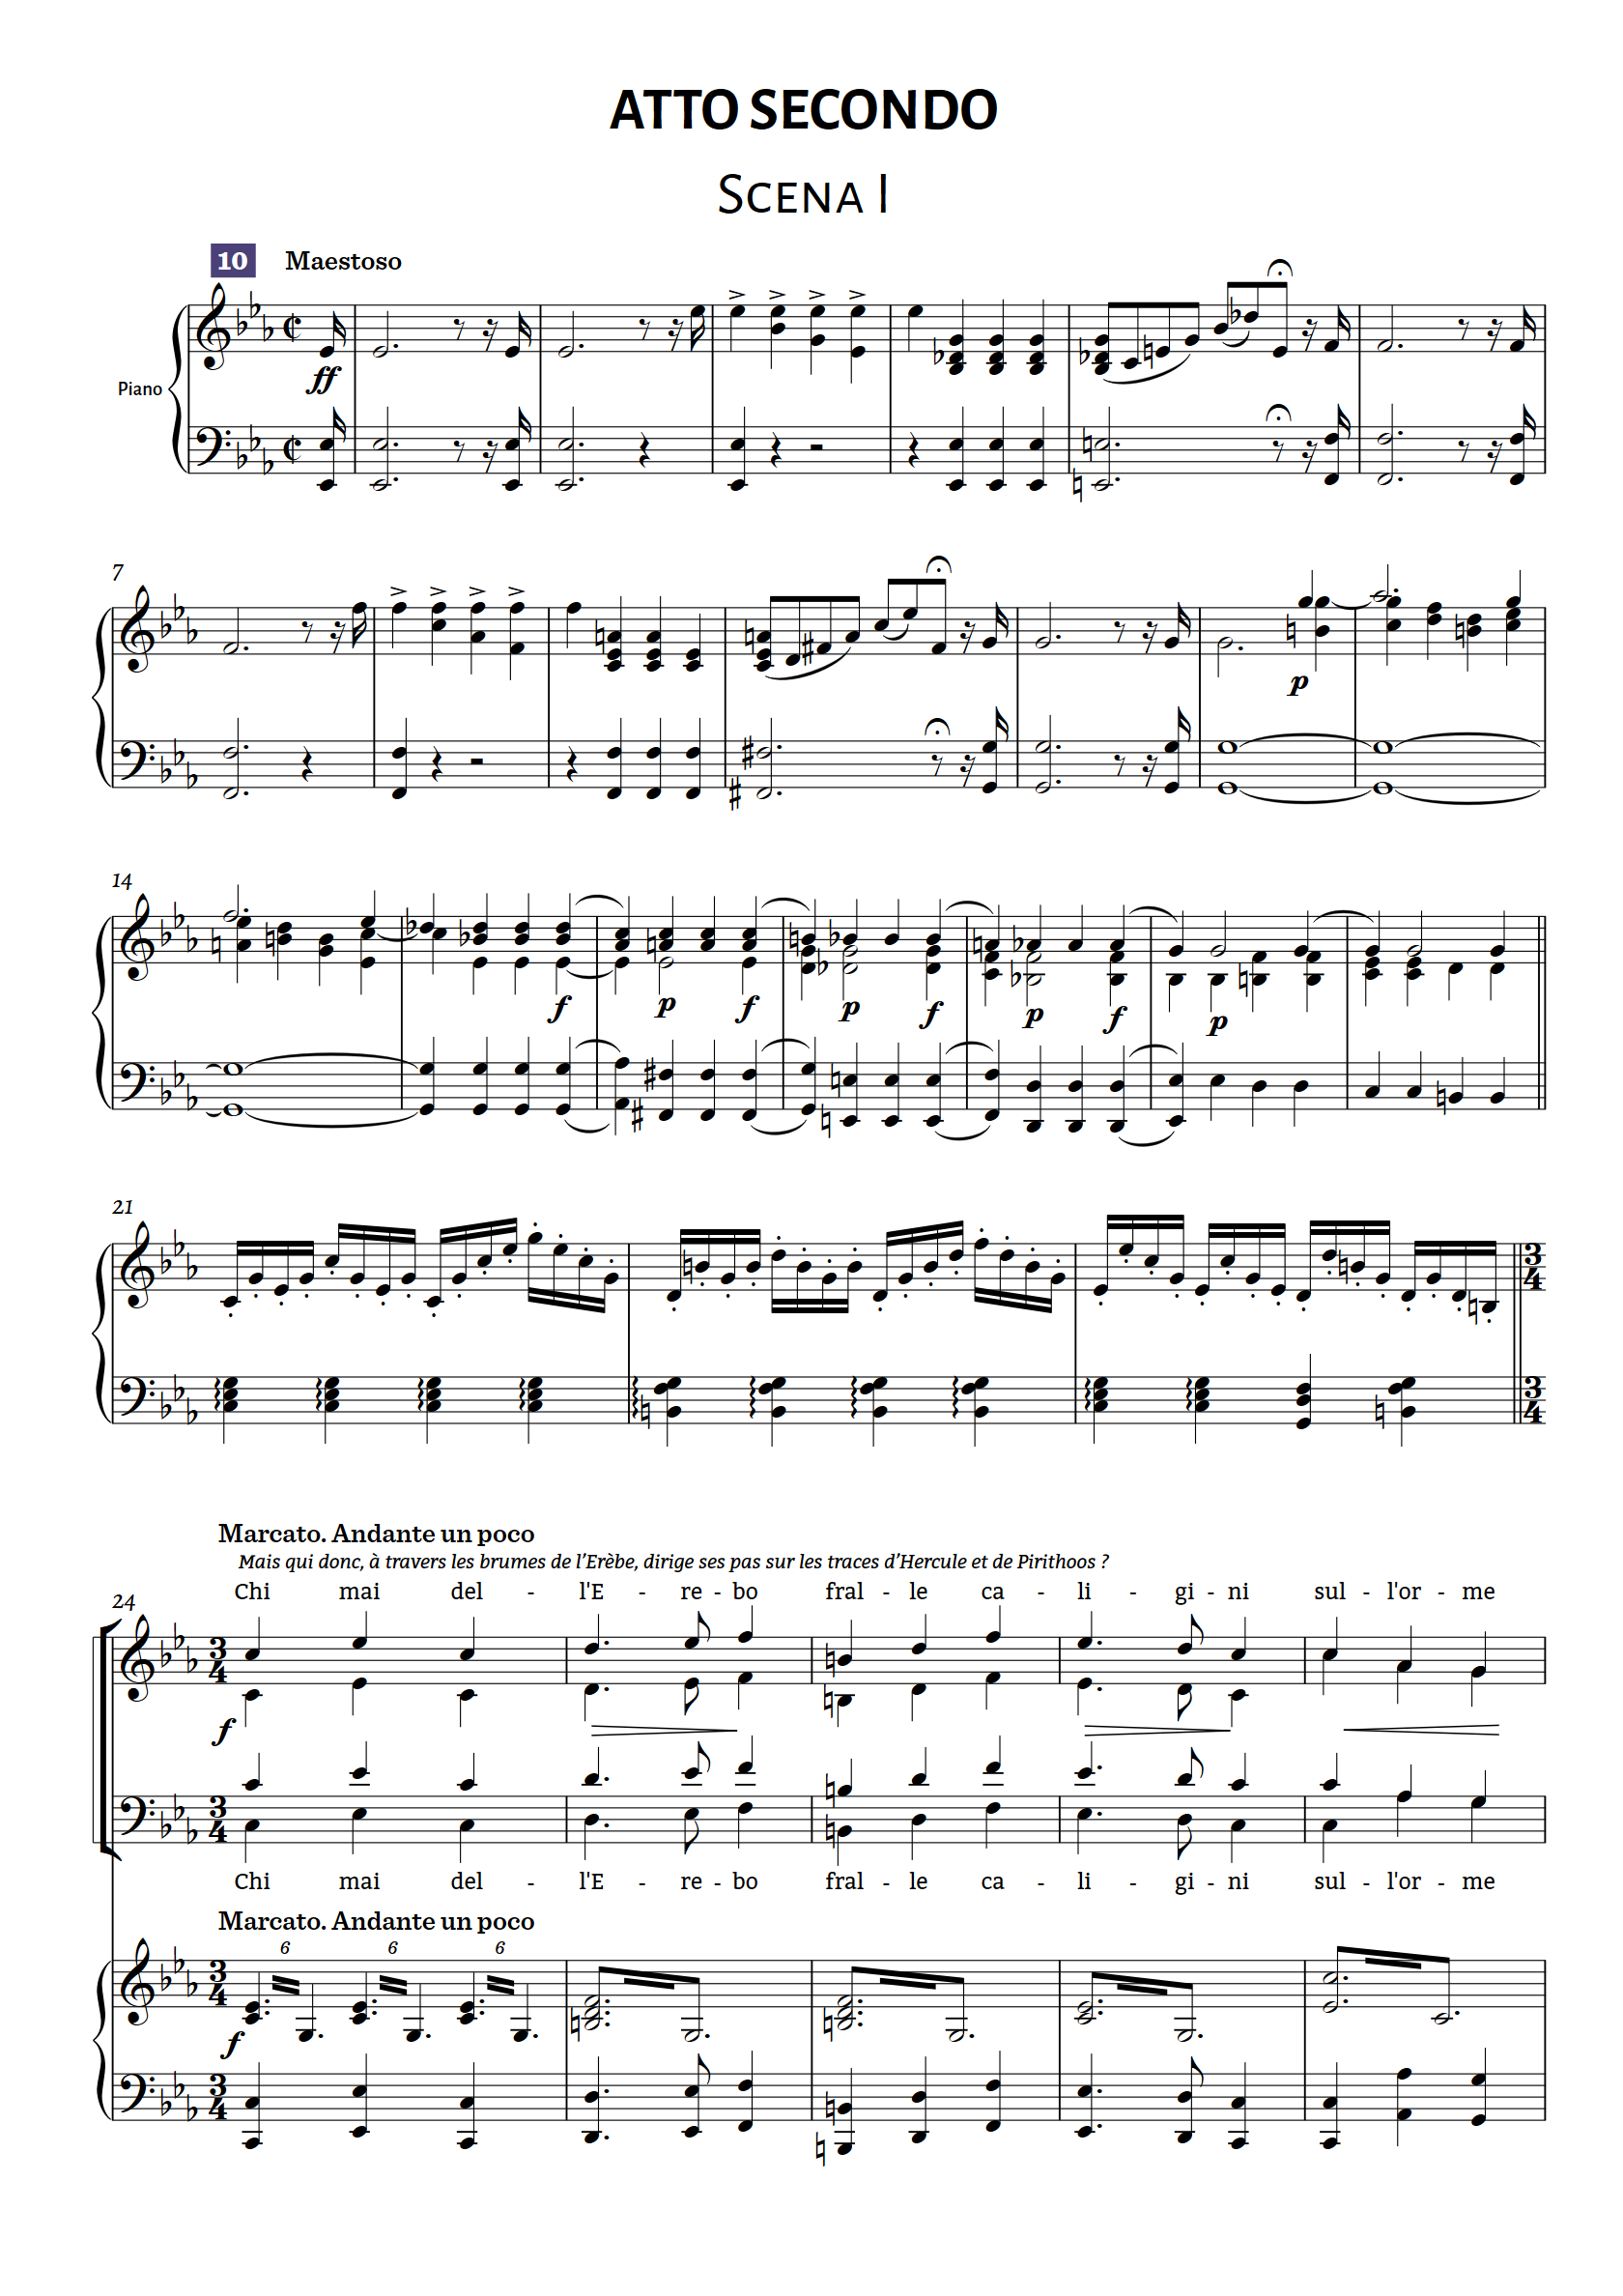 ATTO SECONDO
SCENA I
10 Maestoso
Piano
ff
7
p
14
f p f p f p f p
21
Marcato. Andante un poco
Mais qui donc, à travers les brumes de l'Erèbe, dirige ses pas sur les traces d'Hercule et de Pirithoos ?
24
Chi mai del - l'E - re - bo fral - le ca - li - gi - ni sul - l'or - me
f
Chi mai del - l'E - re - bo fral - le ca - li - gi - ni sul - l'or - me
Marcato. Andante un poco
6 6 6
f